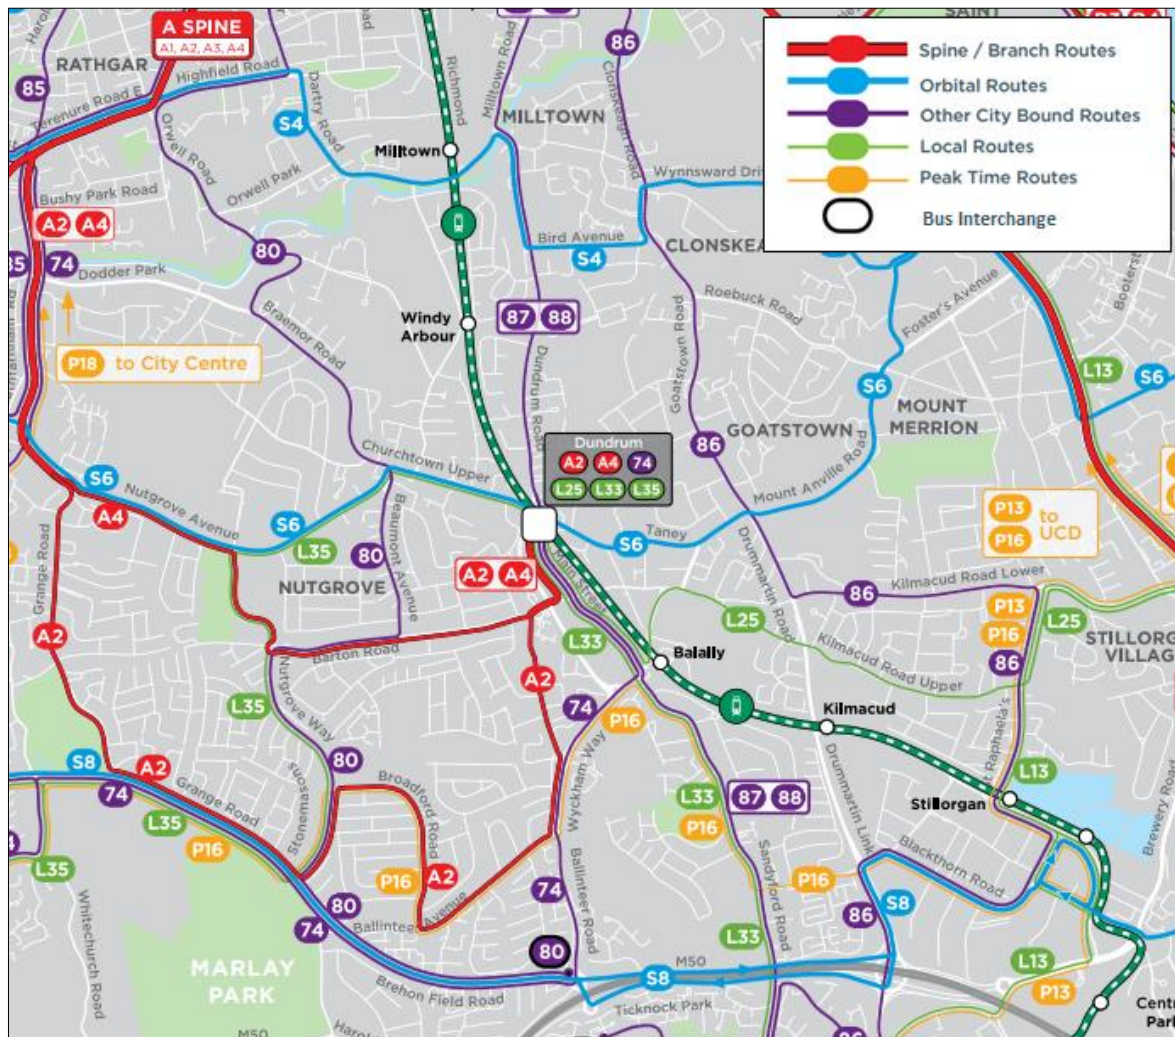 A SPINE
A1, A2, A3, A4
RATHGAR
Highfield Road
Terenure Road E
85
Orwell Road
Dartry Road
S4
Orwell Park
Bushy Park Road
A2 A4
85
74
Dodder Park
80
Braemor Road
P18 to City Centre
Richmond
Milltown Road
Milltown
MILLTOWN
86
Clonskeagh Road
Wynnsward
Bird Avenue
S4
SAINT
Spine / Branch Routes
Orbital Routes
Other City Bound Routes
Local Routes
Peak Time Routes
Bus Interchange
Windy
Arbour
87 88
Dundrum Road
Goatstown Road
Roebuck Road
Foster's Avenue
S6
L13
S6
MOUNT
MERRION
GOATSTOWN
86
Mount Anville Road
Churchtown Upper
Dundrum
A2 A4 74
L25 L33 L35
S6
Nutgrove Avenue
A4
S6
L35
Beaumont Avenue
80
NUTGROVE
A2 A4
Main Street
Taney
S6
Drummartin Road
P13
P16
to
UCD
Grange Road
A2
Barton Road
L33
Balally
L25
Kilmacud Road Upper
86
Kilmacud Road Lower
P13
P16
86
L25
A2
74
P16
Kilmacud
L35
Nutgrove Way
80
Stonemasons
Broadford Road
Wyckham Way
S8
A2
74
Grange Road
L35
P16
L33
P16
87 88
Drummartin Link
L13
Stillorgan
Brewery Road
Blackthorn Road
P16
A2
Ballinteer Avenue
74
Ballinteer Road
Sandyford Road
P16
86
S8
L35
Whitechurch Road
80
74
MARLAY
PARK
Brehon Field Road
80
L33
M50
S8
Ticknock Park
L13
P13
M50
86